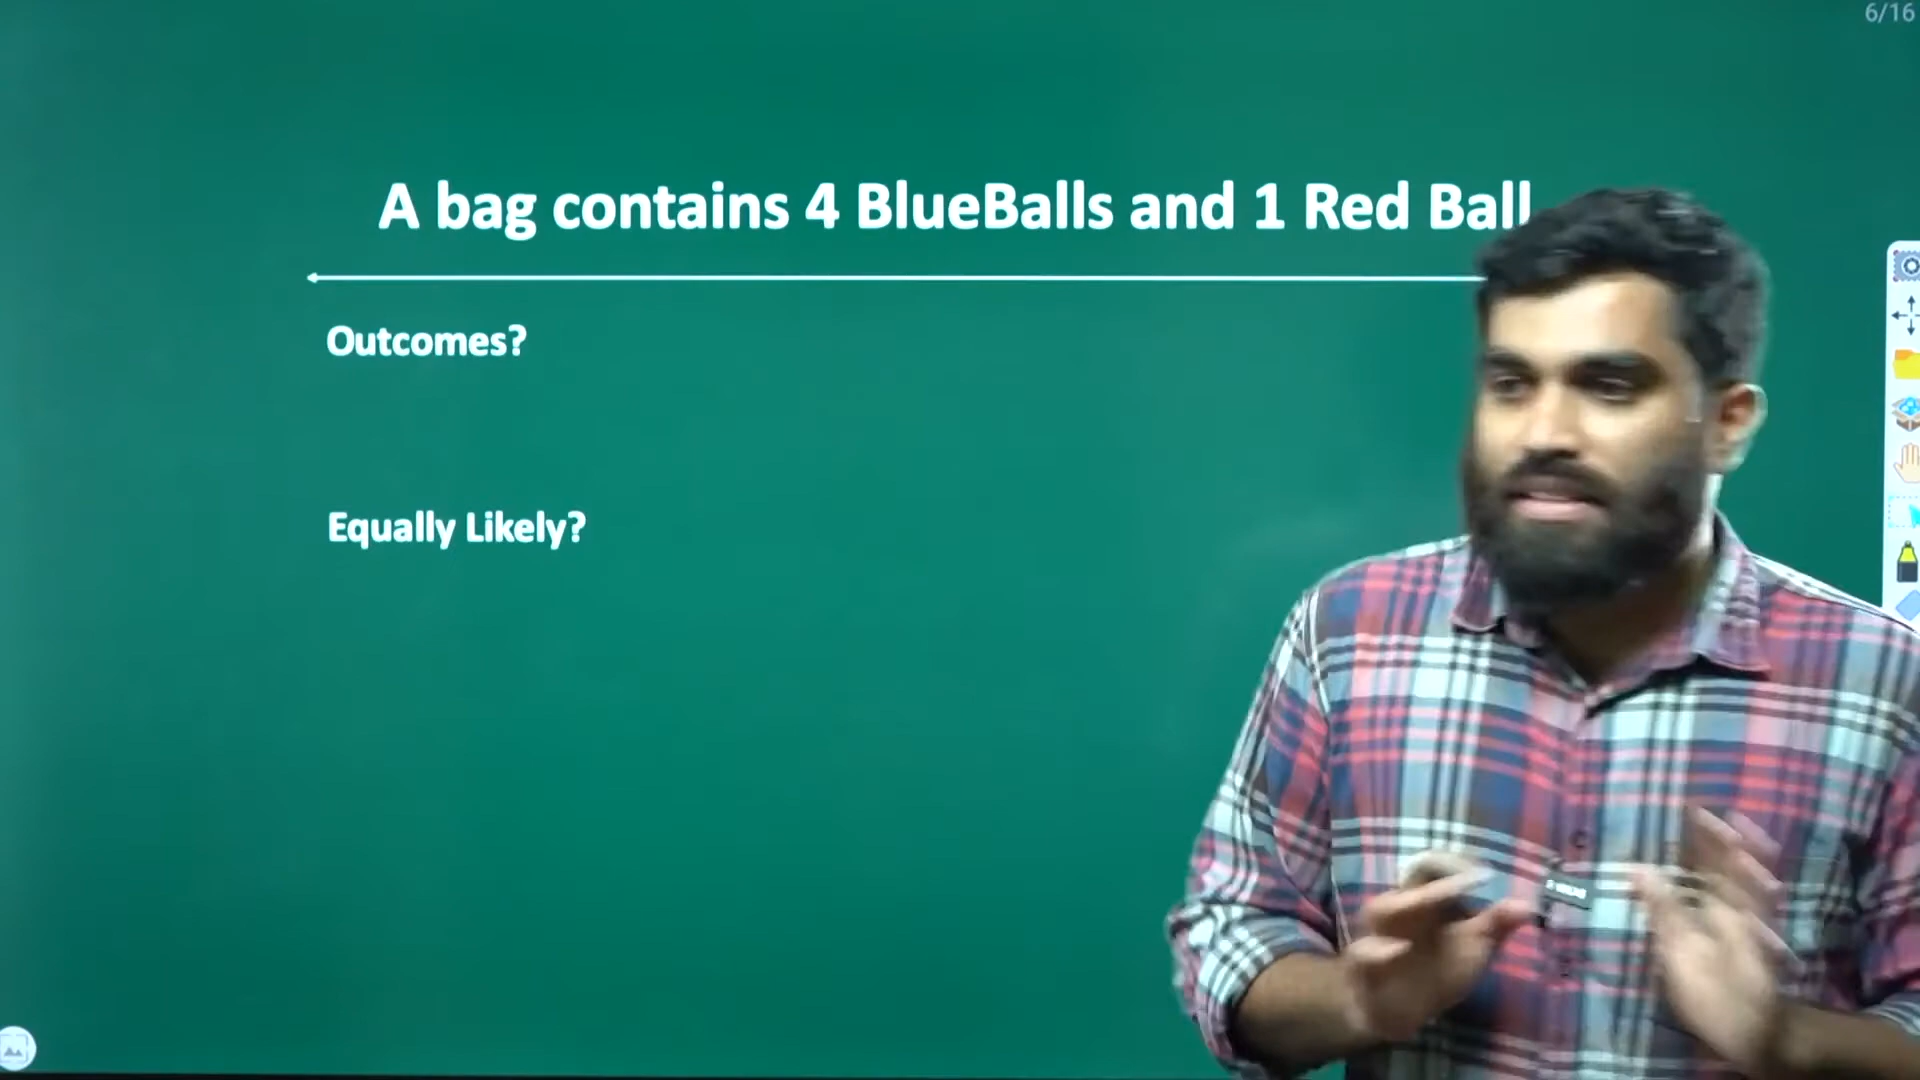 6/16
A bag contains 4 BlueBalls and 1 Red Ball
Outcomes?
Equally Likely?